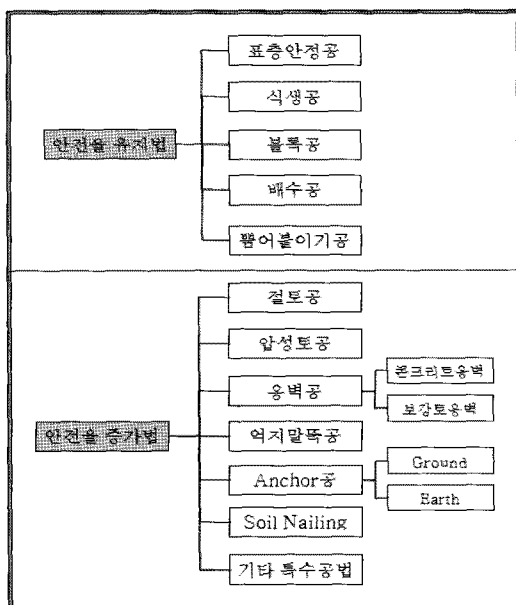 표층안정공
식생공
안전율 유지법
블록공
배수공
뿜어붙이기공
절토공
압성토공
옹벽공
콘크리트옹벽
보강토옹벽
안전율 증가법
억지말뚝공
Anchor공
Ground
Earth
Soil Nailing
기타 특수공법